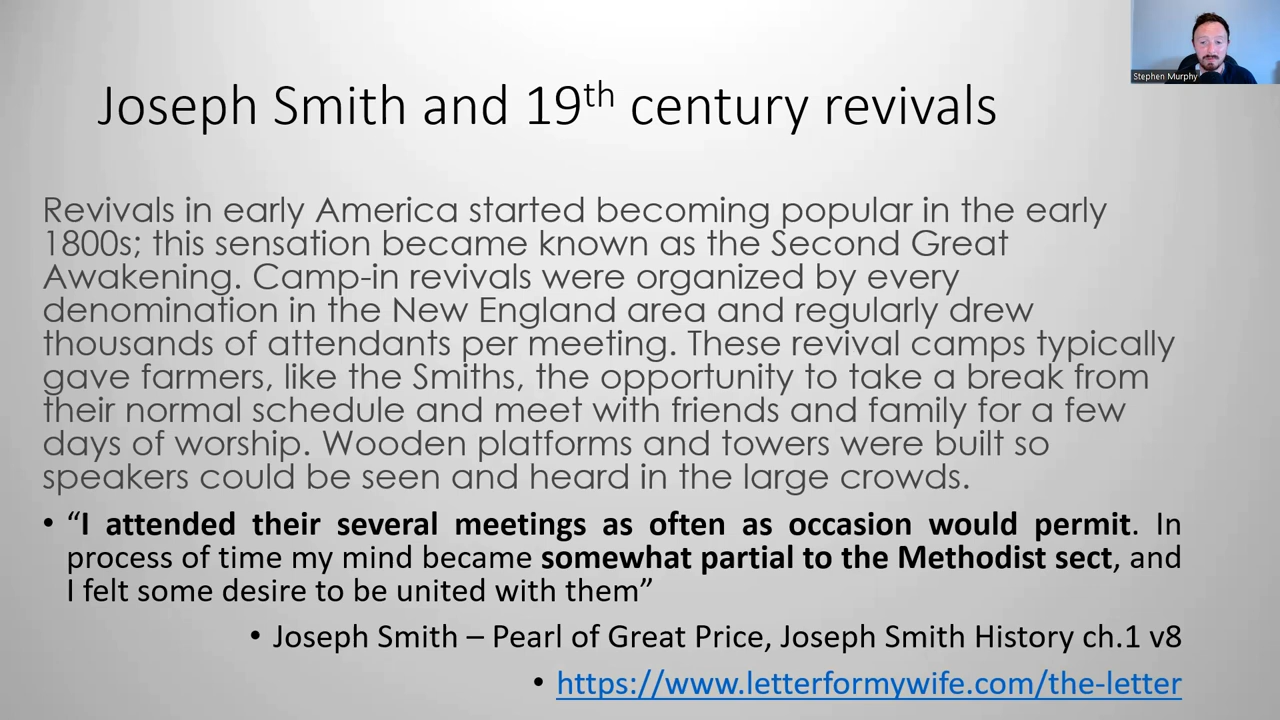 Stephen Murphy
Joseph Smith and 19th century revivals
Revivals in early America started becoming popular in the early
1800s; this sensation became known as the Second Great
Awakening. Camp-in revivals were organized by every
denomination in the New England area and regularly drew
thousands of attendants per meeting. These revival camps typically
gave farmers, like the Smiths, the opportunity to take a break from
their normal schedule and meet with friends and family for a few
days of worship. Wooden platforms and towers were built so
speakers could be seen and heard in the large crowds.
• “I attended their several meetings as often as occasion would permit. In
process of time my mind became somewhat partial to the Methodist sect, and
I felt some desire to be united with them”
• Joseph Smith – Pearl of Great Price, Joseph Smith History ch.1 v8
• https://www.letterformywife.com/the-letter